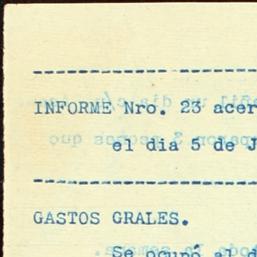 INFORME Nro. 23 acer
el dia 5 de J
GASTOS GRALES.
Se ocupó al d